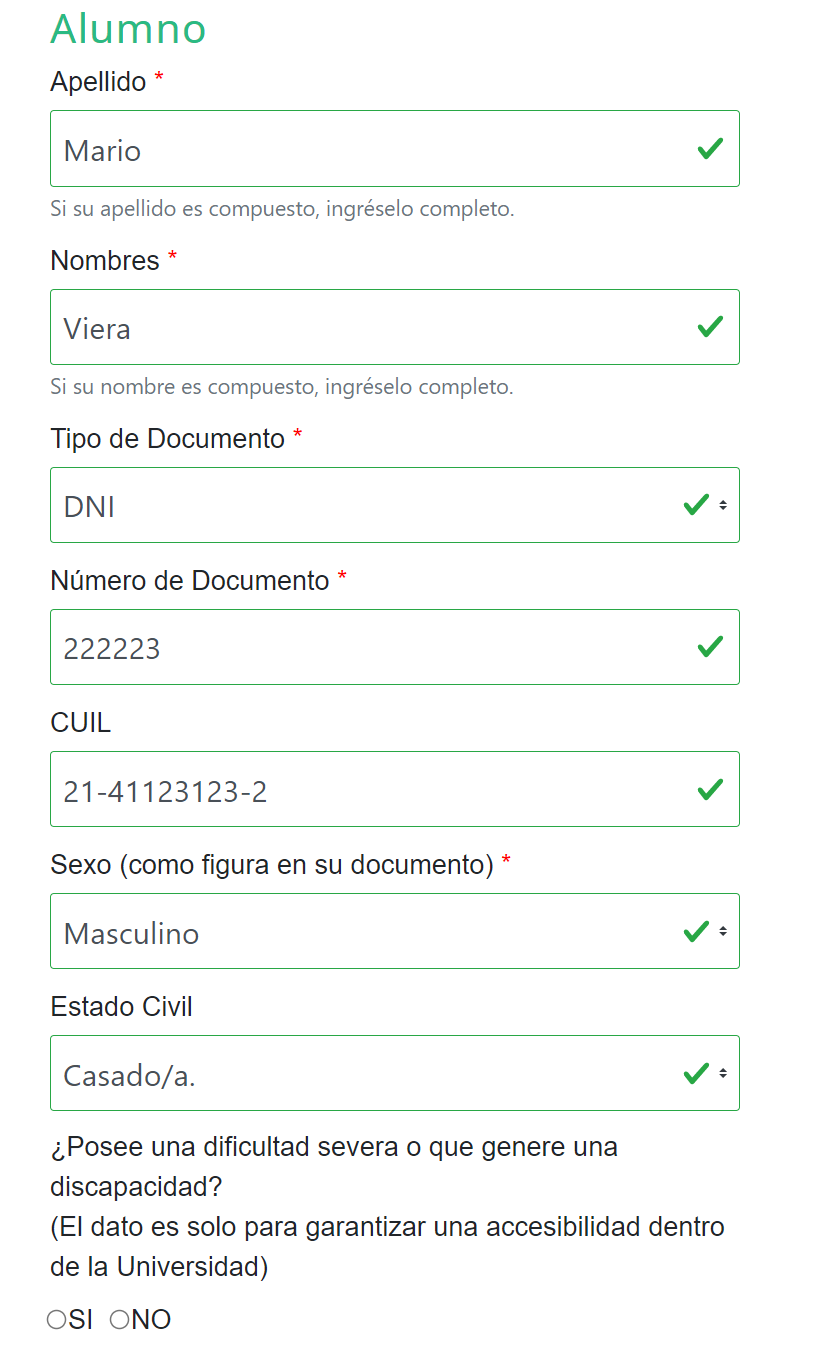 Alumno
Apellido *
Mario
Si su apellido es compuesto, ingréselo completo.
Nombres *
Viera
Si su nombre es compuesto, ingréselo completo.
Tipo de Documento *
DNI
Número de Documento *
222223
CUIL
21-41123123-2
Sexo (como figura en su documento) *
Masculino
Estado Civil
Casado/a.
¿Posee una dificultad severa o que genere una
discapacidad?
(El dato es solo para garantizar una accesibilidad dentro
de la Universidad)
SI NO